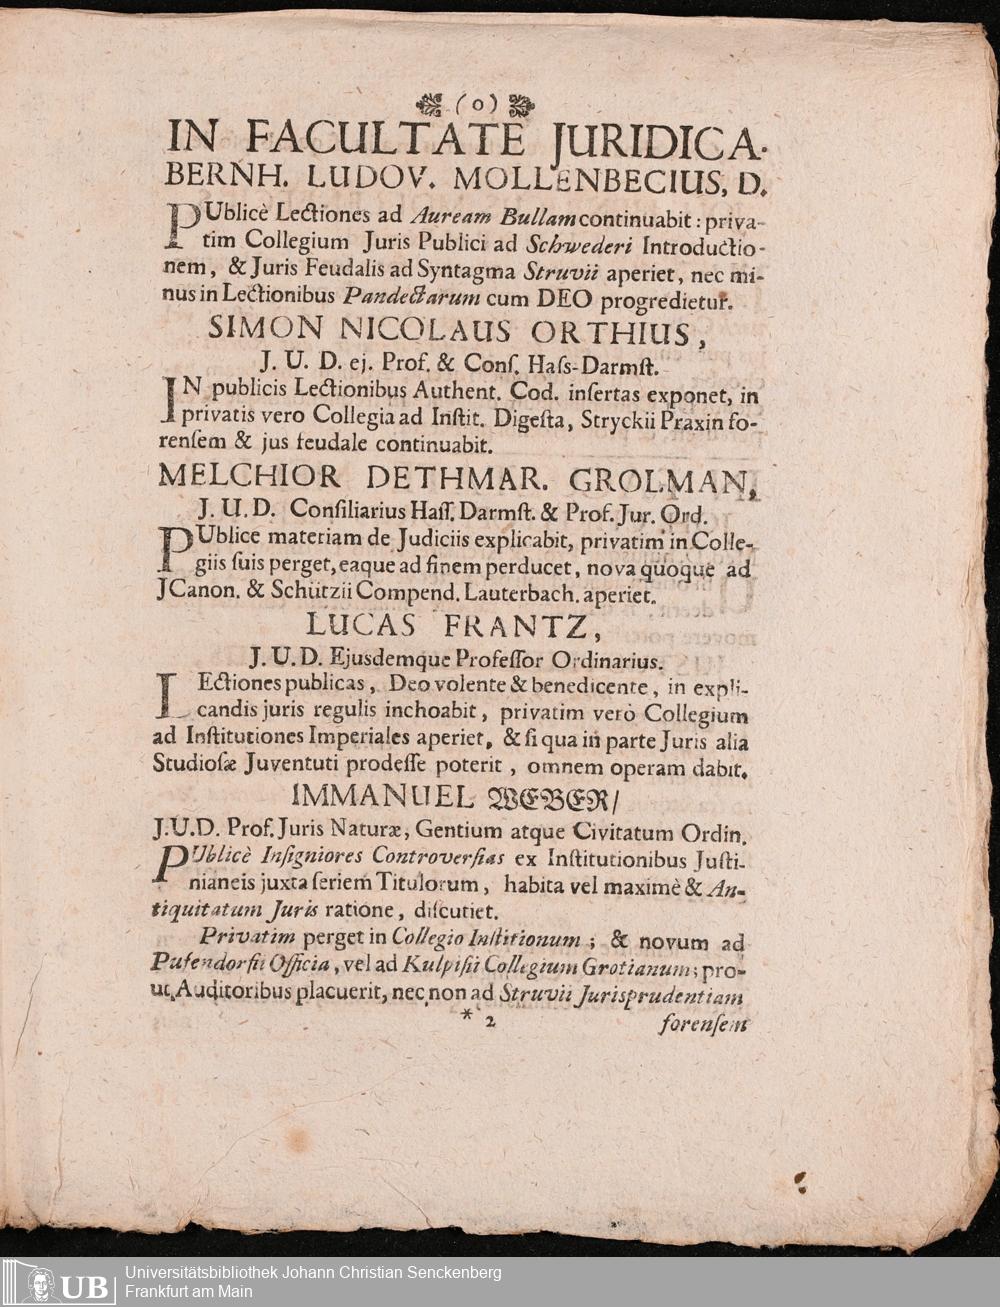 (o)
IN FACULTATE JURIDICA.
BERNH. LUDOV. MOLLENBECIUS, D.
PUblicè Lectiones ad Auream Bullam continuabit: priva-
tim Collegium Juris Publici ad Schwederi Introductio-
nem, & Juris Feudalis ad Syntagma Struvii aperiet, nec mi-
nus in Lectionibus Pandectarum cum DEO progredietur.
SIMON NICOLAUS ORTHIUS,
J. U. D. ej. Prof. & Conſ. Haſs-Darmſt.
IN publicis Lectionibus Authent. Cod. inſertas exponet, in
privatis vero Collegia ad Inſtit. Digeſta, Stryckii Praxin fo-
renſem & jus feudale continuabit.
MELCHIOR DETHMAR. GROLMAN,
J. U. D. Conſiliarius Haſſ. Darmſt. & Prof. Jur. Ord.
PUblice materiam de Judiciis explicabit, privatim in Colle-
giis ſuis perget, eaque ad finem perducet, nova quoque ad
JCanon. & Schützii Compend. Lauterbach. aperiet.
LUCAS FRANTZ,
J. U. D. Ejusdemque Profeſſor Ordinarius.
LEctiones publicas, Deo volente & benedicente, in expli-
candis juris regulis inchoabit, privatim verò Collegium
ad Inſtitutiones Imperiales aperiet, & ſi qua in parte Juris alia
Studioſæ Juventuti prodeſſe poterit, omnem operam dabit.
IMMANUEL WEBER/
J.U.D. Prof. Juris Naturæ, Gentium atque Civitatum Ordin.
PUblicè Inſigniores Controverſias ex Inſtitutionibus Juſti-
nianeis juxta ſeriem Titulorum, habita vel maximè & An-
tiquitatum Juris ratione, diſcutiet.
Privatim perget in Collegio Inſtitionum; & novum ad
Pufendorfii Officia, vel ad Kulpiſii Collegium Grotianum; pro-
ut Auditoribus placuerit, nec non ad Struvii Jurisprudentiam
* 2
forenſem
UB
Universitätsbibliothek Johann Christian Senckenberg
Frankfurt am Main